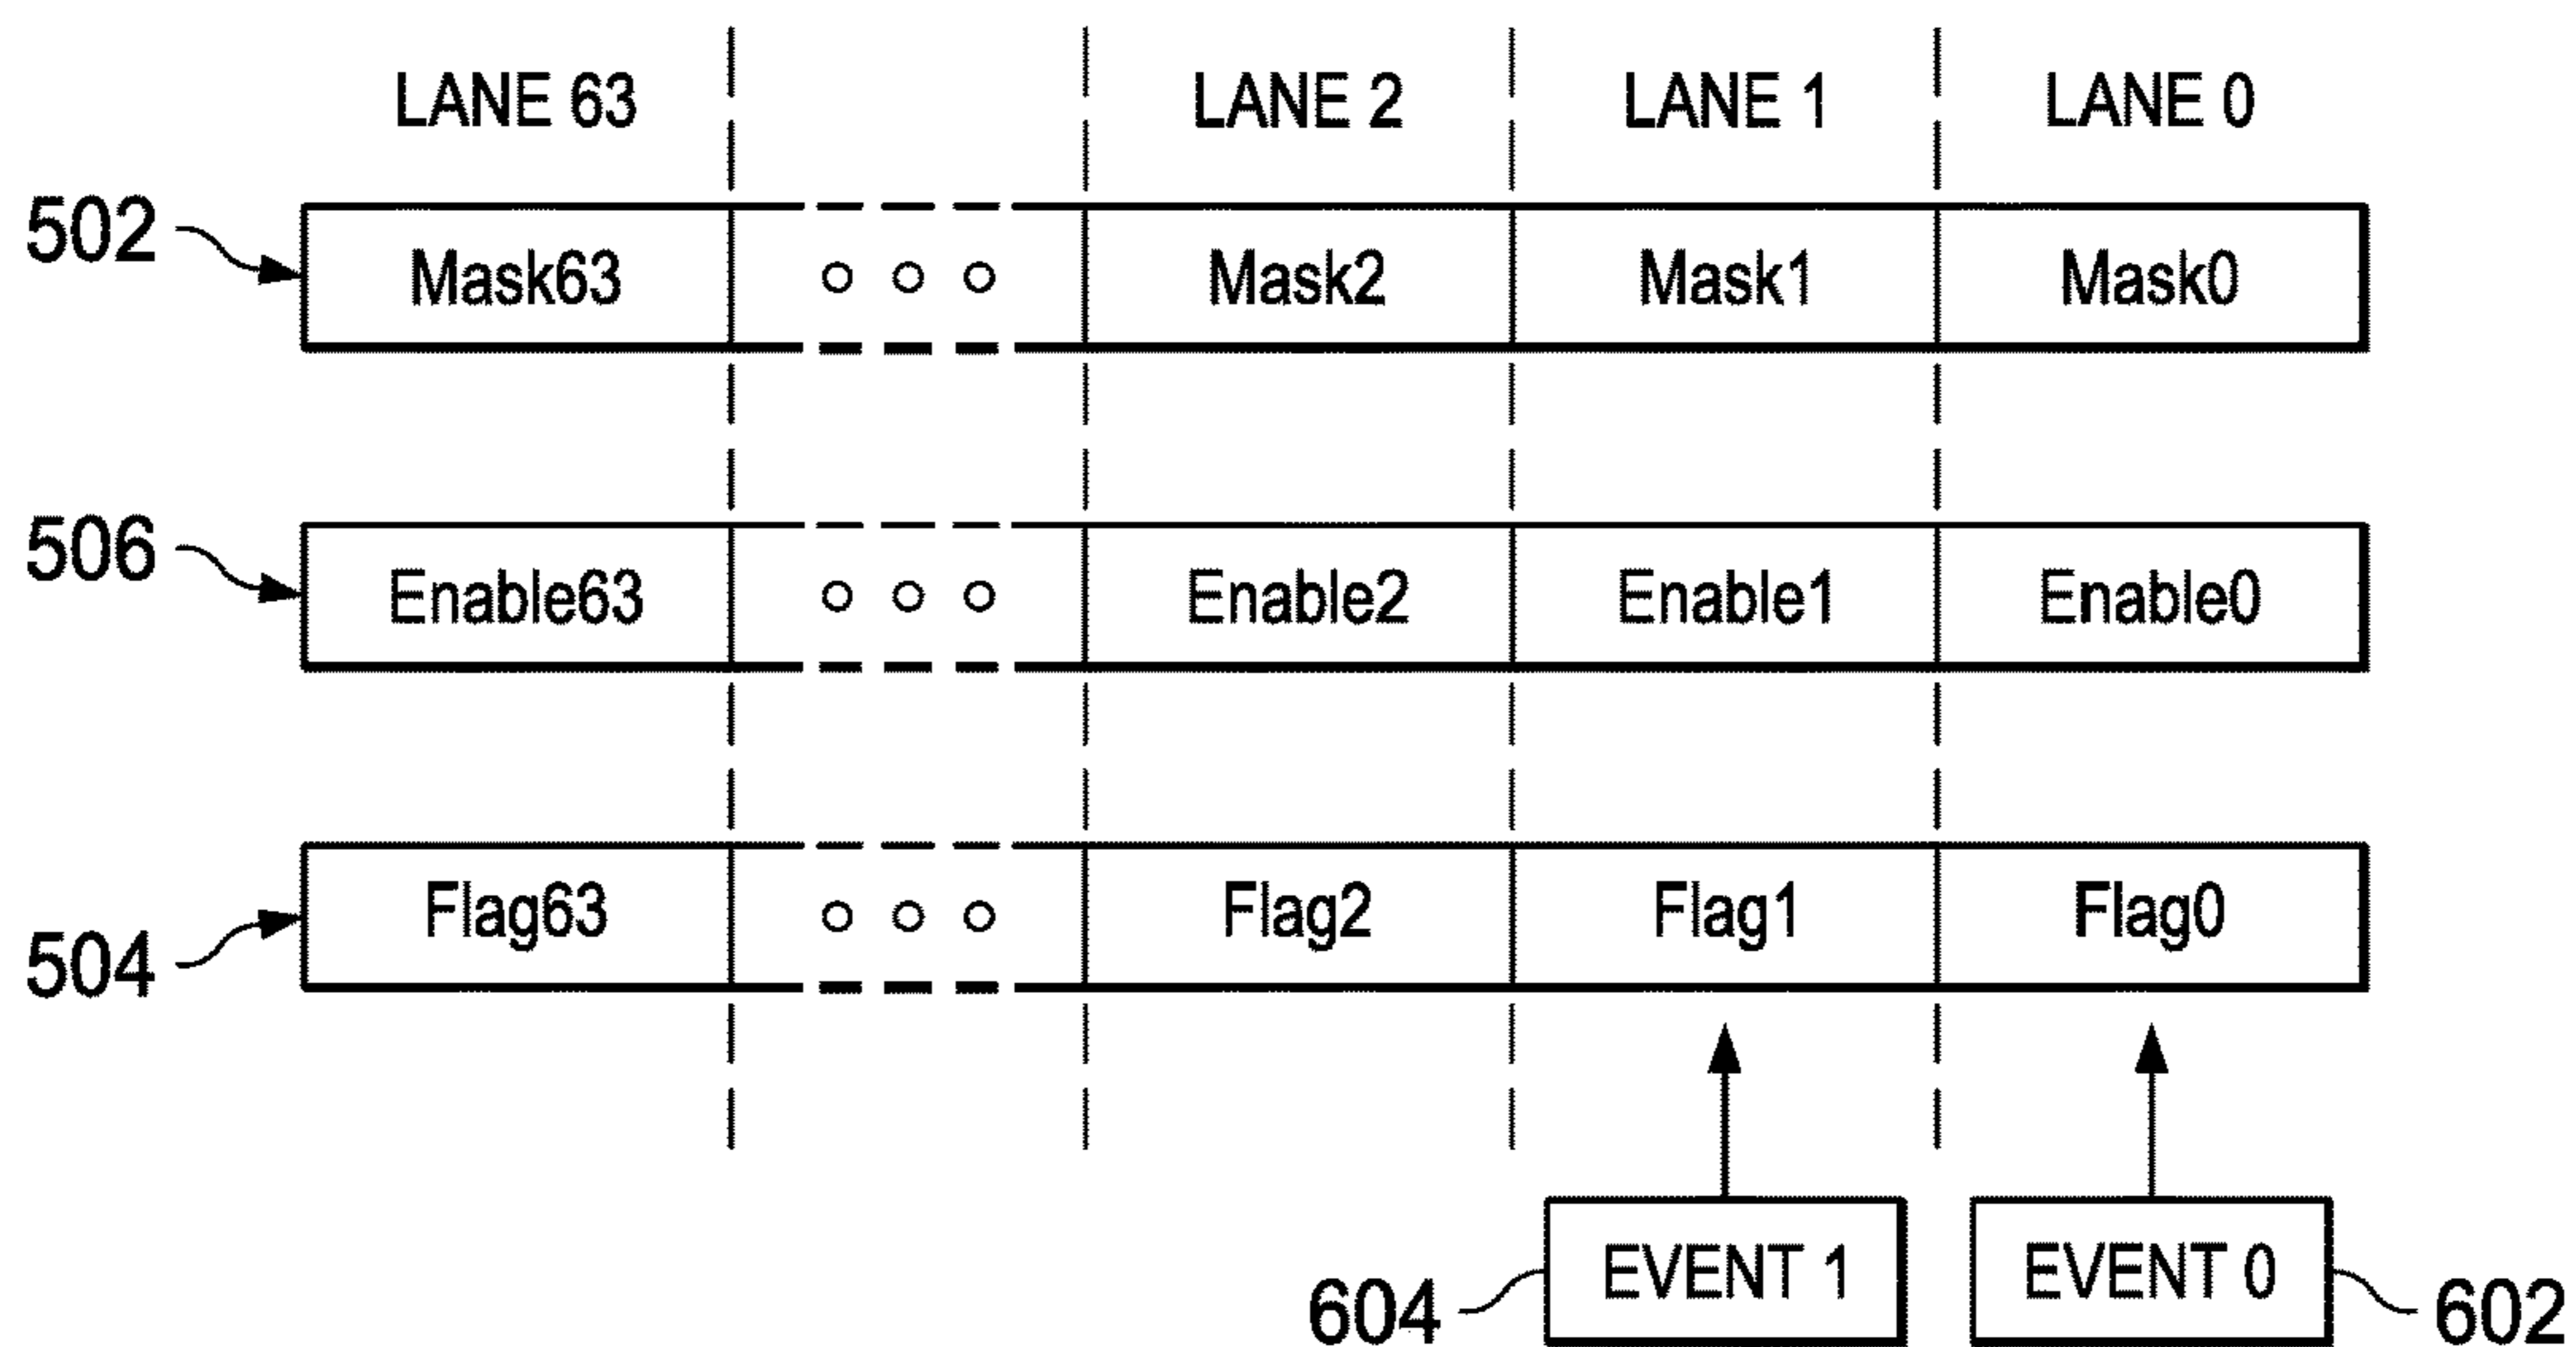 LANE 63 LANE 2 LANE 1 LANE 0
502 Mask63 Mask2 Mask1 Mask0
506 Enable63 Enable2 Enable1 Enable0
504 Flag63 Flag2 Flag1 Flag0
604 EVENT 1 EVENT 0 602